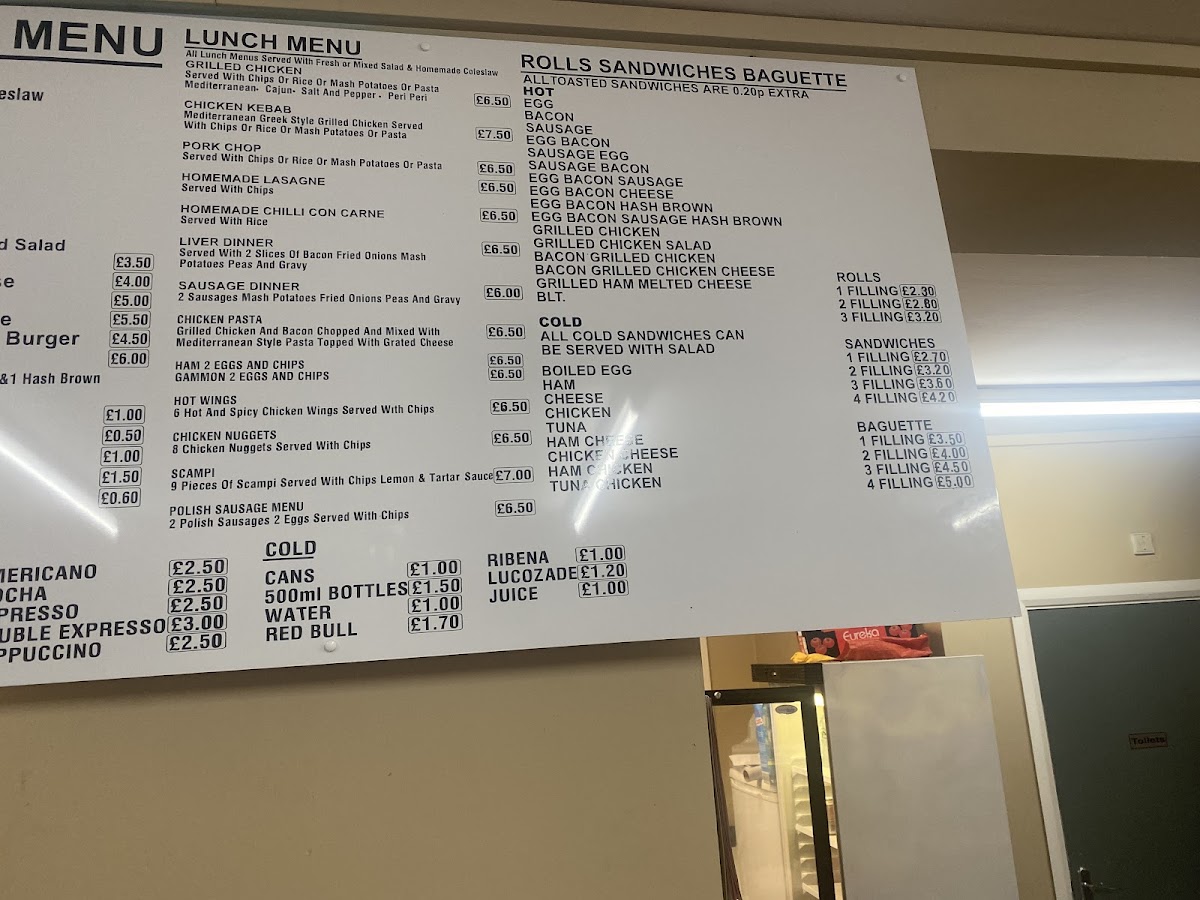 MENU
eslaw
d Salad
£3.50
se £4.00
£5.00
e £5.50
Burger £4.50
£6.00
&1 Hash Brown
£1.00
£0.50
£1.00
£1.50
£0.60
MERICANO £2.50
OCHA £2.50
PRESSO £2.50
UBLE EXPRESSO £3.00
PPUCCINO £2.50
LUNCH MENU
All Lunch Menus Served With Fresh or Mixed Salad & Homemade Coleslaw
GRILLED CHICKEN
Served With Chips Or Rice Or Mash Potatoes Or Pasta
Mediterranean- Cajun- Salt And Pepper - Peri Peri £6.50
CHICKEN KEBAB
Mediterranean Greek Style Grilled Chicken Served
With Chips Or Rice Or Mash Potatoes Or Pasta £7.50
PORK CHOP
Served With Chips Or Rice Or Mash Potatoes Or Pasta £6.50
HOMEMADE LASAGNE £6.50
Served With Chips
HOMEMADE CHILLI CON CARNE £6.50
Served With Rice
LIVER DINNER £6.50
Served With 2 Slices Of Bacon Fried Onions Mash
Potatoes Peas And Gravy
SAUSAGE DINNER £6.00
2 Sausages Mash Potatoes Fried Onions Peas And Gravy
CHICKEN PASTA
Grilled Chicken And Bacon Chopped And Mixed With £6.50
Mediterranean Style Pasta Topped With Grated Cheese
HAM 2 EGGS AND CHIPS £6.50
GAMMON 2 EGGS AND CHIPS £6.50
HOT WINGS
6 Hot And Spicy Chicken Wings Served With Chips £6.50
CHICKEN NUGGETS £6.50
8 Chicken Nuggets Served With Chips
SCAMPI
9 Pieces Of Scampi Served With Chips Lemon & Tartar Sauce £7.00
POLISH SAUSAGE MENU £6.50
2 Polish Sausages 2 Eggs Served With Chips
COLD
CANS £1.00
500ml BOTTLES £1.50
WATER £1.00
RED BULL £1.70
RIBENA £1.00
LUCOZADE £1.20
JUICE £1.00
ROLLS SANDWICHES BAGUETTE
ALL TOASTED SANDWICHES ARE 0.20p EXTRA
HOT
EGG
BACON
SAUSAGE
EGG BACON
SAUSAGE EGG
SAUSAGE BACON
EGG BACON SAUSAGE
EGG BACON CHEESE
EGG BACON HASH BROWN
EGG BACON SAUSAGE HASH BROWN
GRILLED CHICKEN
GRILLED CHICKEN SALAD
BACON GRILLED CHICKEN
BACON GRILLED CHICKEN CHEESE
GRILLED HAM MELTED CHEESE
BLT.
COLD
ALL COLD SANDWICHES CAN
BE SERVED WITH SALAD
BOILED EGG
HAM
CHEESE
CHICKEN
TUNA
HAM CHEESE
CHICKEN CHEESE
HAM CHICKEN
TUNA CHICKEN
ROLLS
1 FILLING £2.30
2 FILLING £2.80
3 FILLING £3.20
SANDWICHES
1 FILLING £2.70
2 FILLING £3.20
3 FILLING £3.60
4 FILLING £4.20
BAGUETTE
1 FILLING £3.50
2 FILLING £4.00
3 FILLING £4.50
4 FILLING £5.00
Eureka
Toilets